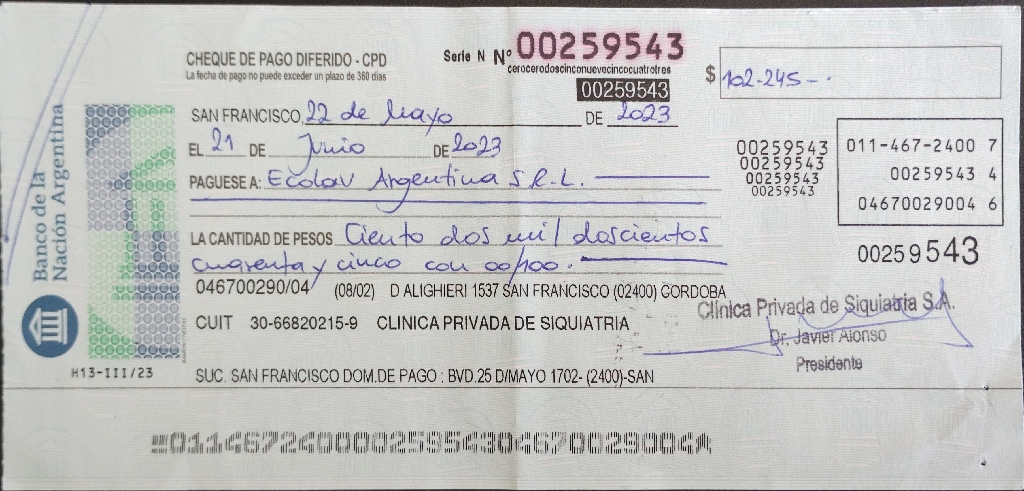 CHEQUE DE PAGO DIFERIDO - CPD
La fecha de pago no puede exceder un plazo de 360 días
Serie N Nº 00259543
cerocerodoscinconuevecincocuatrotres
00259543
$ 102.245-.
SAN FRANCISCO, 22 de Mayo DE 2023
EL 21 DE Junio DE 2023
PAGUESE A: Ecolav Argentina S.R.L.
LA CANTIDAD DE PESOS Ciento dos mil doscientos
cuarenta y cinco con 00/100.
00259543
00259543
00259543
00259543
011-467-2400 7
00259543 4
04670029004 6
00259543
046700290/04 (08/02) D ALIGHIERI 1537 SAN FRANCISCO (02400) CORDOBA
CUIT 30-66820215-9 CLINICA PRIVADA DE SIQUIATRIA
Clínica Privada de Siquiatria S.A.
Dr. Javier Alonso
Presidente
SUC. SAN FRANCISCO DOM.DE PAGO : BVD.25 D/MAYO 1702- (2400)-SAN
Banco de la
Nación Argentina
H13-III/23